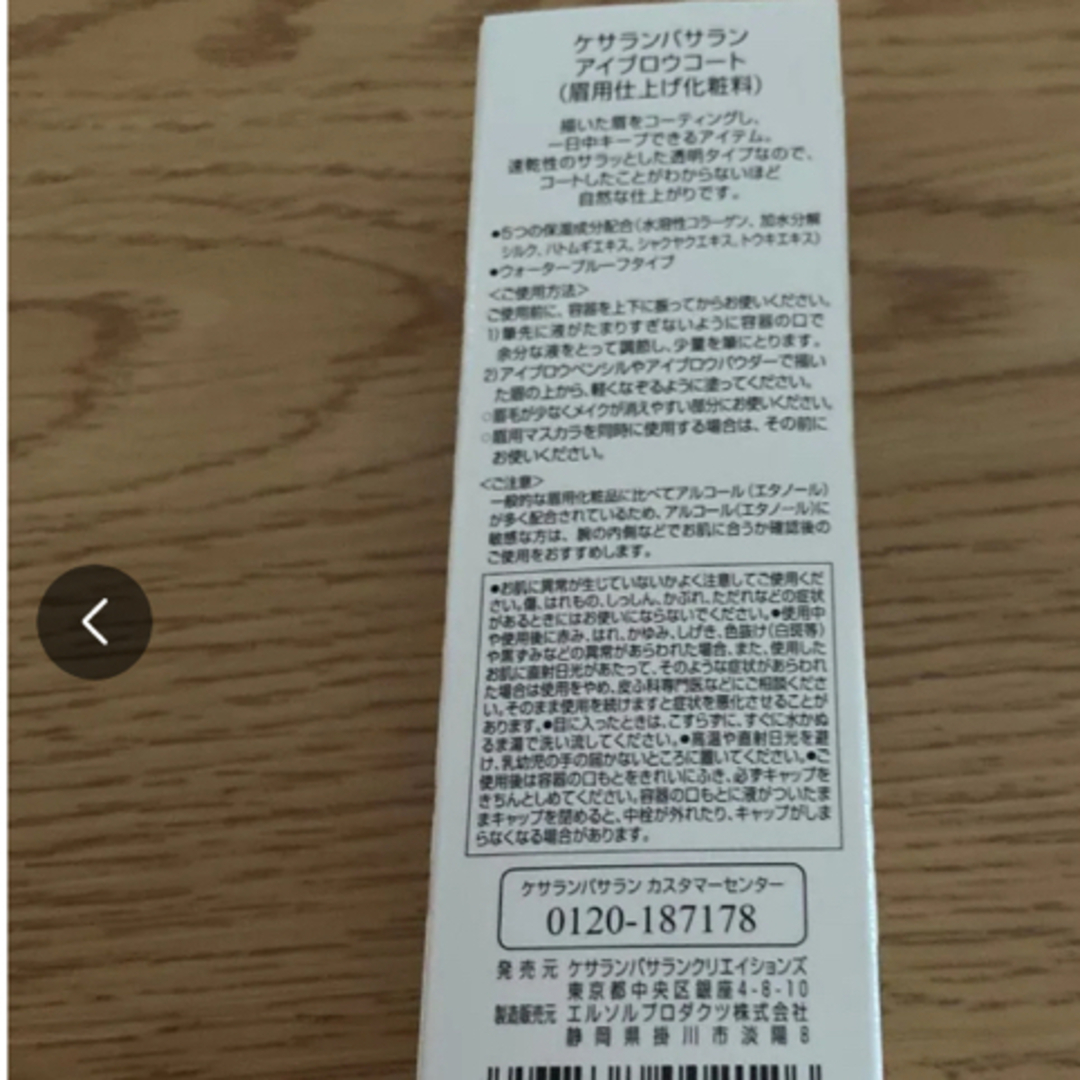 ケサランパサラン
アイブロウコート
(眉用仕上げ化粧料)
描いた眉をコーティングし、
一日中キープできるアイテム。
速乾性のサラッとした透明タイプなので、
コートしたことがわからないほど
自然な仕上がりです。
●5つの保湿成分配合(水溶性コラーゲン、加水分解
シルク、ハトムギエキス、シャクヤクエキス、トウキエキス)
●ウォータープルーフタイプ
<ご使用方法>
ご使用前に、容器を上下に振ってからお使いください。
1)筆先に液がたまりすぎないように容器の口で
余分な液をとって調節し、少量を筆にとります。
2)アイブロウペンシルやアイブロウパウダーで描い
た眉の上から、軽くなぞるように塗ってください。
○眉毛が少なくメイクが消えやすい部分にお使いください。
○眉用マスカラを同時に使用する場合は、その前に
お使いください。
<ご注意>
一般的な眉用化粧品に比べてアルコール(エタノール)
が多く配合されているため、アルコール(エタノール)に
敏感な方は、腕の内側などでお肌に合うか確認後の
ご使用をおすすめします。
●お肌に異常が生じていないかよく注意してご使用くだ
さい。傷、はれもの、しっしん、かぶれ、ただれなどの症状
があるときにはお使いにならないでください。●使用中
や使用後に赤み、はれ、かゆみ、しげき、色抜け(白斑等)
や黒ずみなどの異常があらわれた場合、また、使用した
お肌に直射日光があたって、そのような症状があらわれ
た場合は使用をやめ、皮ふ科専門医などにご相談くださ
い。そのまま使用を続けますと症状を悪化させることが
あります。●目に入ったときは、こすらずに、すぐに水かぬ
るま湯で洗い流してください。●高温や直射日光を避
け、乳幼児の手の届かないところに置いてください。●ご
使用後は容器の口もとをきれいにふき、必ずキャップを
きちんとしめてください。容器の口もとに液がついたま
まキャップを閉めると、中栓が外れたり、キャップがしま
らなくなる場合があります。
ケサランパサラン カスタマーセンター
0120-187178
発売元 ケサランパサランクリエイションズ
東京都中央区銀座4-8-10
製造販売元 エルソルプロダクツ株式会社
静岡県掛川市淡陽8